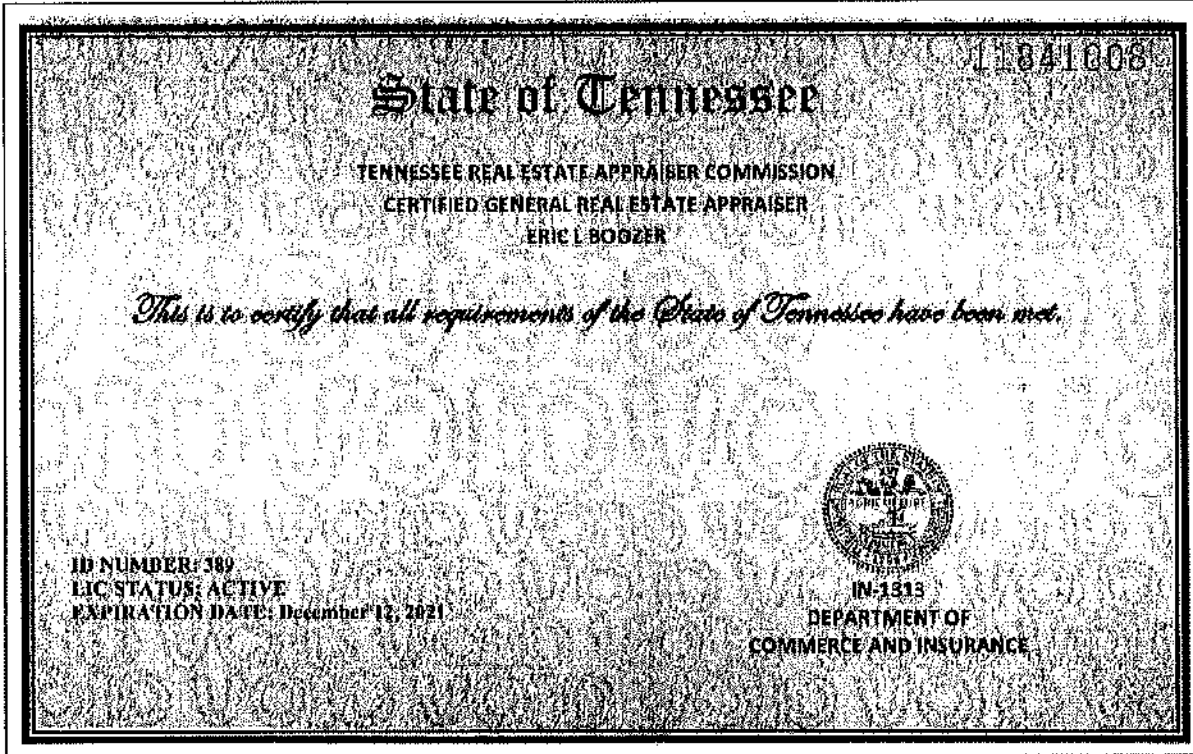 11841008
State of Tennessee
TENNESSEE REAL ESTATE APPRAISER COMMISSION
CERTIFIED GENERAL REAL ESTATE APPRAISER
ERIC L BOOZER
This is to certify that all requirements of the State of Tennessee have been met.
AGRICULTURE
ID NUMBER: 389
LIC STATUS: ACTIVE
EXPIRATION DATE: December 12, 2021
IN-1313
DEPARTMENT OF
COMMERCE AND INSURANCE